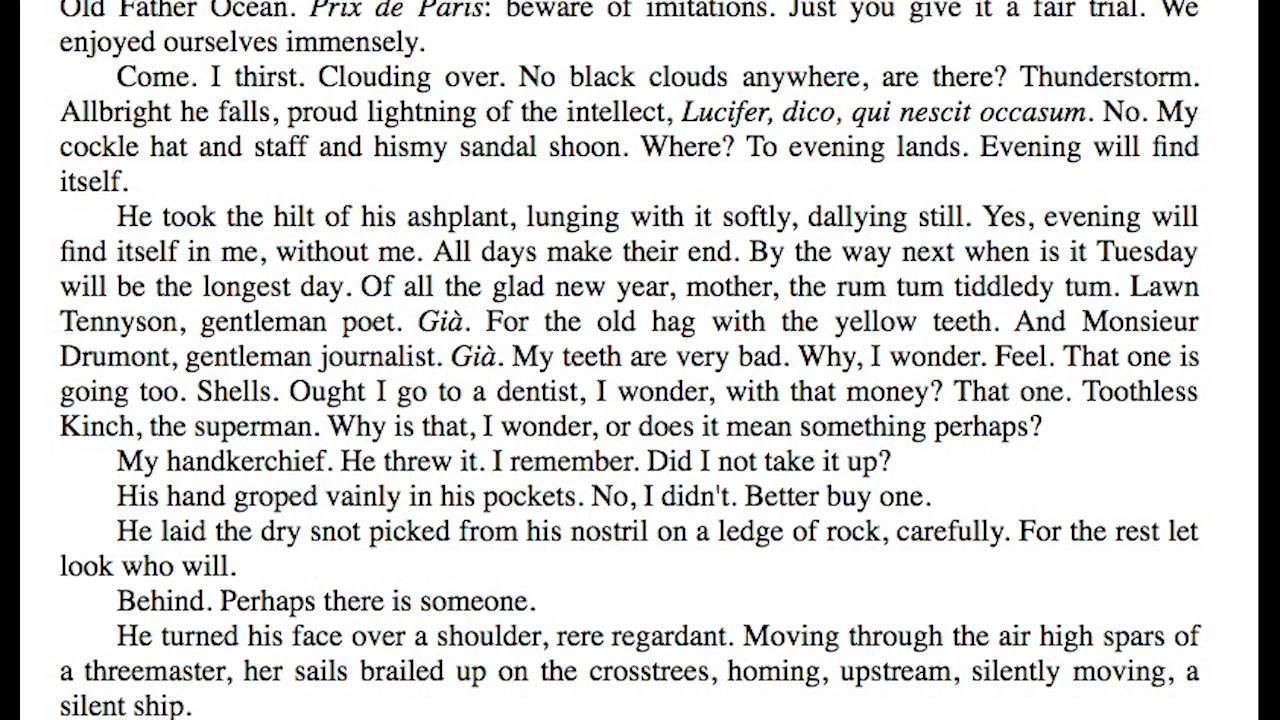 Old Father Ocean. Prix de Paris: beware of imitations. Just you give it a fair trial. We
enjoyed ourselves immensely.
Come. I thirst. Clouding over. No black clouds anywhere, are there? Thunderstorm.
Allbright he falls, proud lightning of the intellect, Lucifer, dico, qui nescit occasum. No. My
cockle hat and staff and hismy sandal shoon. Where? To evening lands. Evening will find
itself.
He took the hilt of his ashplant, lunging with it softly, dallying still. Yes, evening will
find itself in me, without me. All days make their end. By the way next when is it Tuesday
will be the longest day. Of all the glad new year, mother, the rum tum tiddledy tum. Lawn
Tennyson, gentleman poet. Già. For the old hag with the yellow teeth. And Monsieur
Drumont, gentleman journalist. Già. My teeth are very bad. Why, I wonder. Feel. That one is
going too. Shells. Ought I go to a dentist, I wonder, with that money? That one. Toothless
Kinch, the superman. Why is that, I wonder, or does it mean something perhaps?
My handkerchief. He threw it. I remember. Did I not take it up?
His hand groped vainly in his pockets. No, I didn't. Better buy one.
He laid the dry snot picked from his nostril on a ledge of rock, carefully. For the rest let
look who will.
Behind. Perhaps there is someone.
He turned his face over a shoulder, rere regardant. Moving through the air high spars of
a threemaster, her sails brailed up on the crosstrees, homing, upstream, silently moving, a
silent ship.